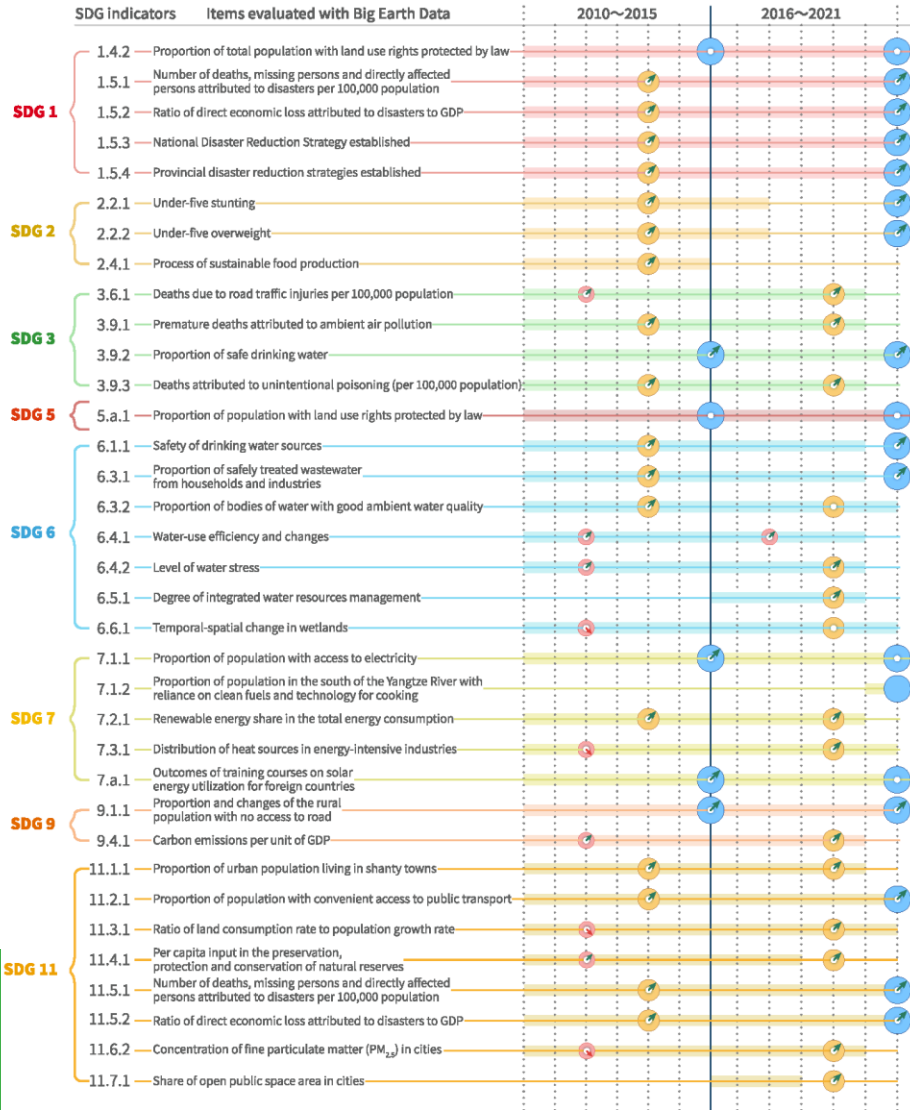 SDG indicators Items evaluated with Big Earth Data 2010～2015 2016～2021
SDG 1
1.4.2 Proportion of total population with land use rights protected by law
1.5.1 Number of deaths, missing persons and directly affected
persons attributed to disasters per 100,000 population
1.5.2 Ratio of direct economic loss attributed to disasters to GDP
1.5.3 National Disaster Reduction Strategy established
1.5.4 Provincial disaster reduction strategies established
SDG 2
2.2.1 Under-five stunting
2.2.2 Under-five overweight
2.4.1 Process of sustainable food production
SDG 3
3.6.1 Deaths due to road traffic injuries per 100,000 population
3.9.1 Premature deaths attributed to ambient air pollution
3.9.2 Proportion of safe drinking water
3.9.3 Deaths attributed to unintentional poisoning (per 100,000 population)
SDG 5
5.a.1 Proportion of population with land use rights protected by law
SDG 6
6.1.1 Safety of drinking water sources
6.3.1 Proportion of safely treated wastewater
from households and industries
6.3.2 Proportion of bodies of water with good ambient water quality
6.4.1 Water-use efficiency and changes
6.4.2 Level of water stress
6.5.1 Degree of integrated water resources management
6.6.1 Temporal-spatial change in wetlands
SDG 7
7.1.1 Proportion of population with access to electricity
7.1.2 Proportion of population in the south of the Yangtze River with
reliance on clean fuels and technology for cooking
7.2.1 Renewable energy share in the total energy consumption
7.3.1 Distribution of heat sources in energy-intensive industries
7.a.1 Outcomes of training courses on solar
energy utilization for foreign countries
SDG 9
9.1.1 Proportion and changes of the rural
population with no access to road
9.4.1 Carbon emissions per unit of GDP
SDG 11
11.1.1 Proportion of urban population living in shanty towns
11.2.1 Proportion of population with convenient access to public transport
11.3.1 Ratio of land consumption rate to population growth rate
11.4.1 Per capita input in the preservation,
protection and conservation of natural reserves
11.5.1 Number of deaths, missing persons and directly affected
persons attributed to disasters per 100,000 population
11.5.2 Ratio of direct economic loss attributed to disasters to GDP
11.6.2 Concentration of fine particulate matter (PM2.5) in cities
11.7.1 Share of open public space area in cities